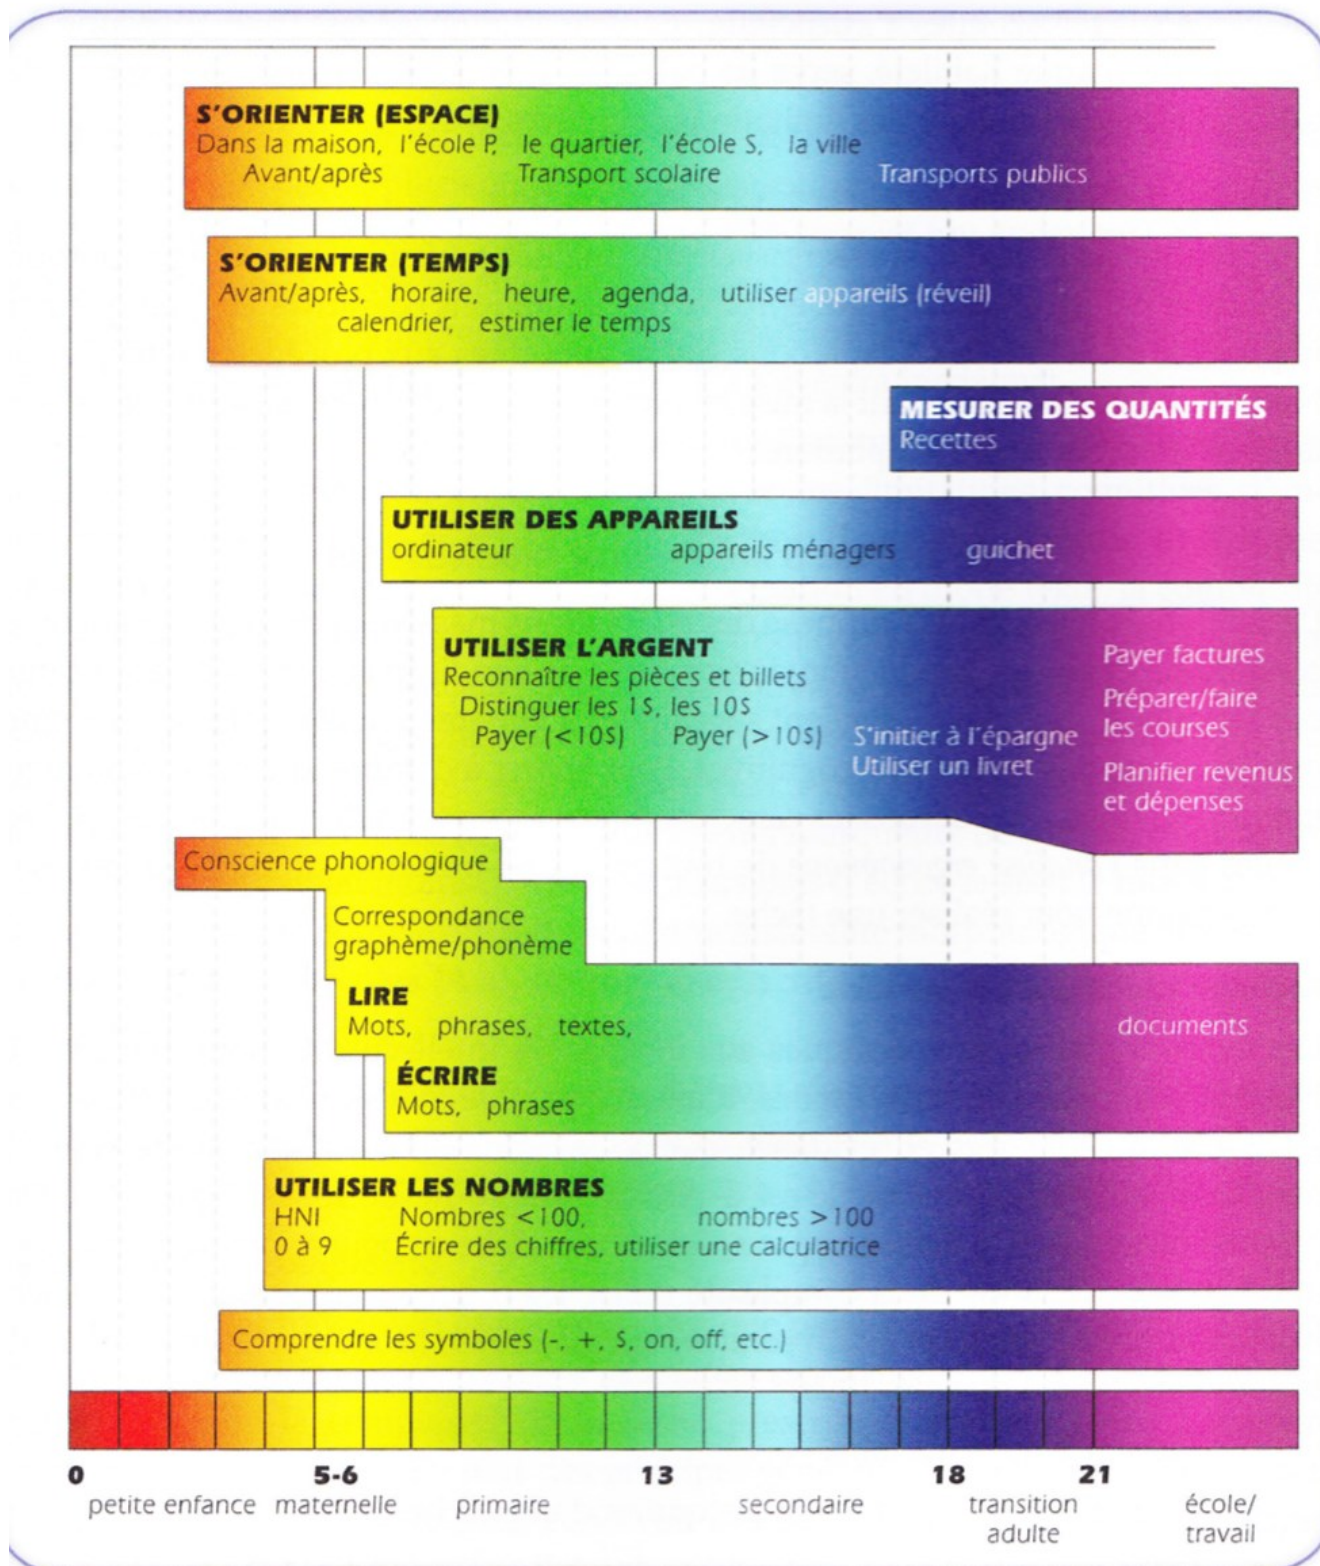 S'ORIENTER (ESPACE)
Dans la maison, l'école P, le quartier, l'école S, la ville
Avant/après Transport scolaire Transports publics
S'ORIENTER (TEMPS)
Avant/après, horaire, heure, agenda, utiliser appareils (réveil)
calendrier, estimer le temps
MESURER DES QUANTITÉS
Recettes
UTILISER DES APPAREILS
ordinateur appareils ménagers guichet
UTILISER L'ARGENT
Reconnaître les pièces et billets
Distinguer les 1$, les 10$
Payer (<10$) Payer (>10$)
S'initier à l'épargne
Utiliser un livret
Payer factures
Préparer/faire
les courses
Planifier revenus
et dépenses
Conscience phonologique
Correspondance
graphème/phonème
LIRE
Mots, phrases, textes, documents
ÉCRIRE
Mots, phrases
UTILISER LES NOMBRES
HNI Nombres <100, nombres >100
0 à 9 Écrire des chiffres, utiliser une calculatrice
Comprendre les symboles (-, +, $, on, off, etc.)
0 5-6 13 18 21
petite enfance maternelle primaire secondaire transition école/
adulte travail